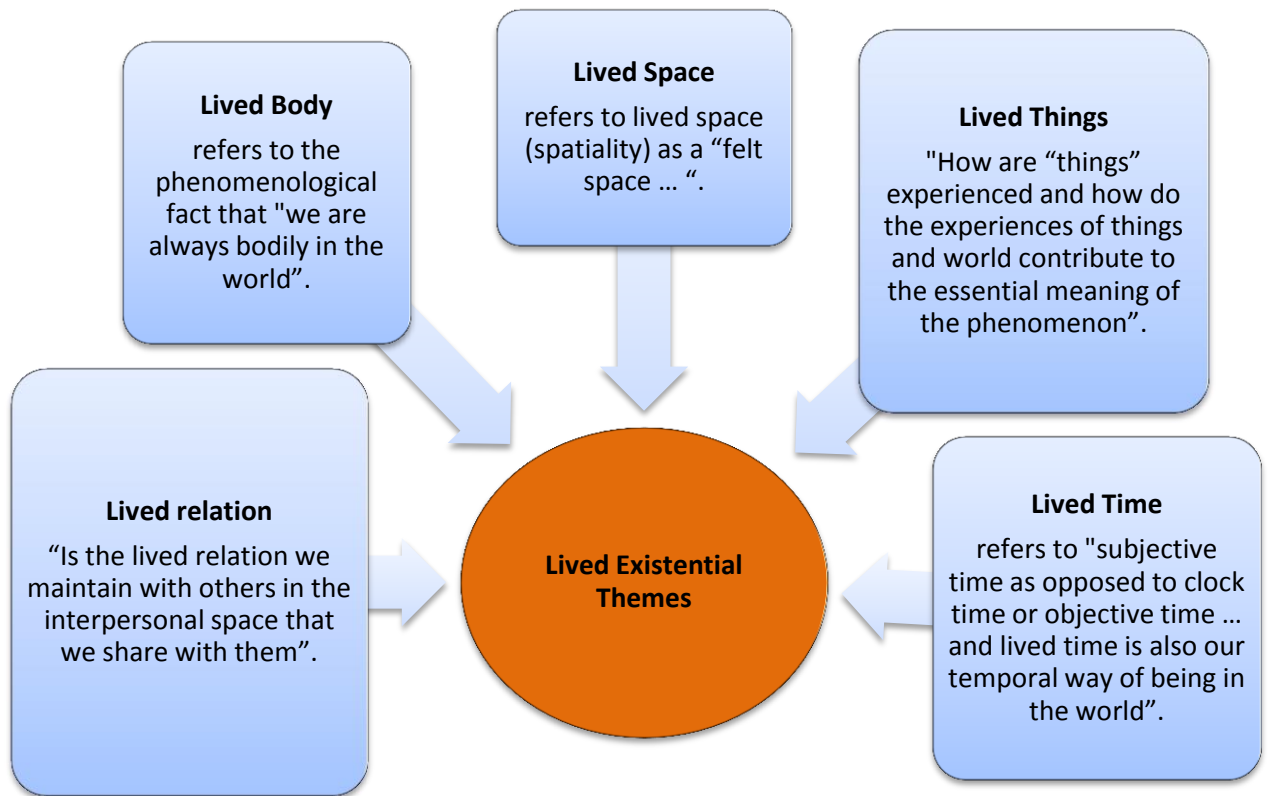 Lived Body
refers to the
phenomenological
fact that "we are
always bodily in the
world”.
Lived Space
refers to lived space
(spatiality) as a “felt
space … “.
Lived Things
"How are “things”
experienced and how do
the experiences of things
and world contribute to
the essential meaning of
the phenomenon”.
Lived relation
“Is the lived relation we
maintain with others in the
interpersonal space that
we share with them”.
Lived Existential
Themes
Lived Time
refers to "subjective
time as opposed to clock
time or objective time …
and lived time is also our
temporal way of being in
the world”.